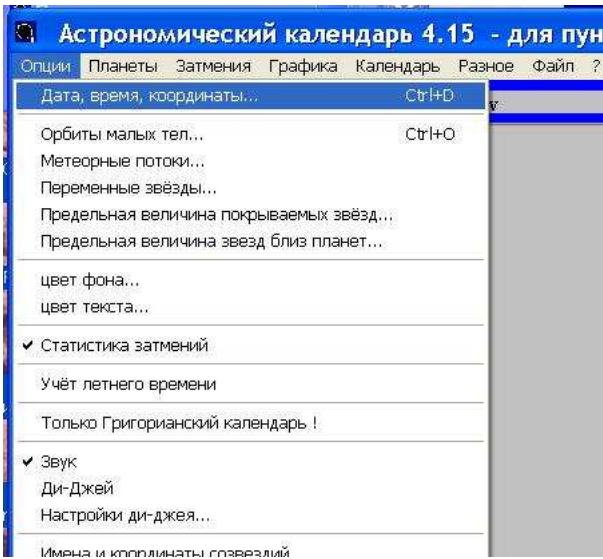 Астрономический календарь 4.15 - для пун
Опции Планеты Затмения Графика Календарь Разное Файл ?
Дата, время, координаты... Ctrl+D
Орбиты малых тел... Ctrl+O
Метеорные потоки...
Переменные звёзды...
Предельная величина покрываемых звёзд...
Предельная величина звезд близ планет...
цвет фона...
цвет текста...
✓ Статистика затмений
Учёт летнего времени
Только Григорианский календарь !
✓ Звук
Ди-Джей
Настройки ди-джея...
Имена и координаты созвездий